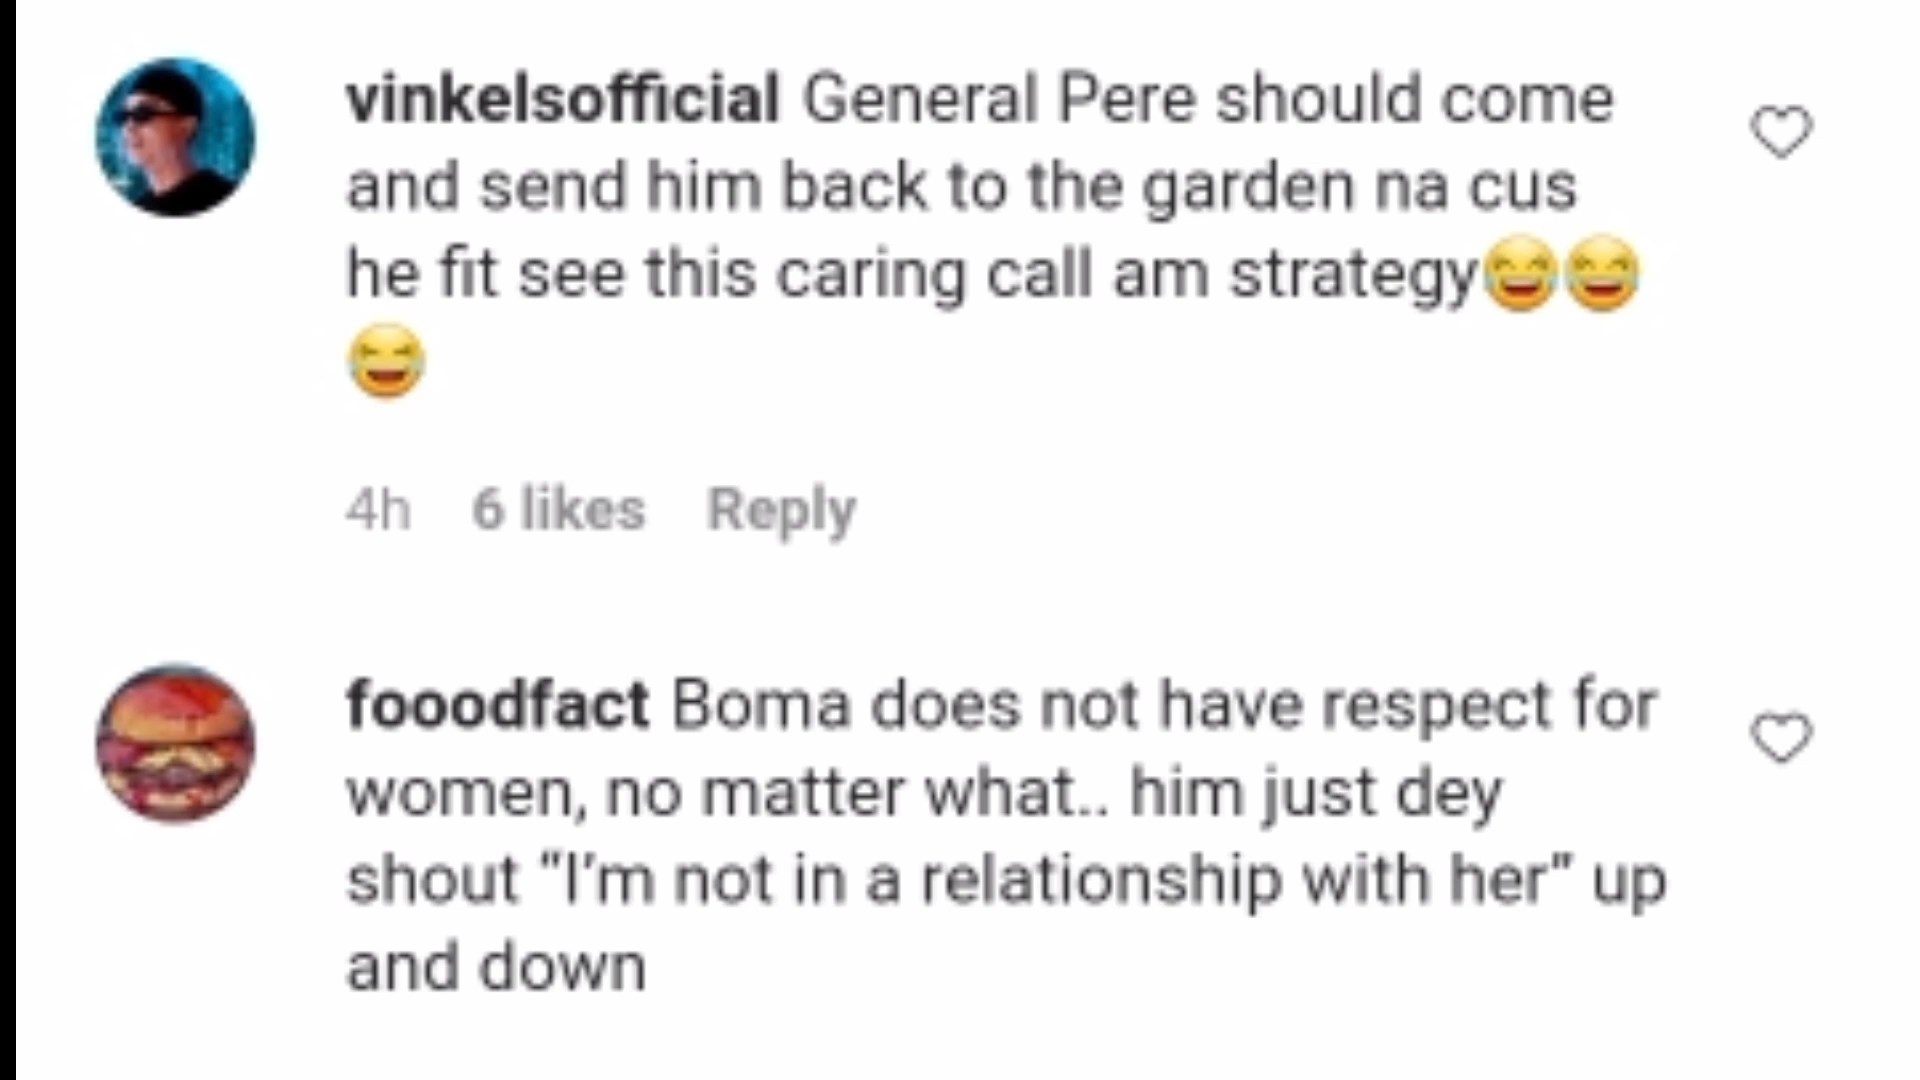 vinkelsofficial General Pere should come
and send him back to the garden na cus
he fit see this caring call am strategy😂😂
😂
4h 6 likes Reply
fooodfact Boma does not have respect for
women, no matter what.. him just dey
shout “I'm not in a relationship with her” up
and down